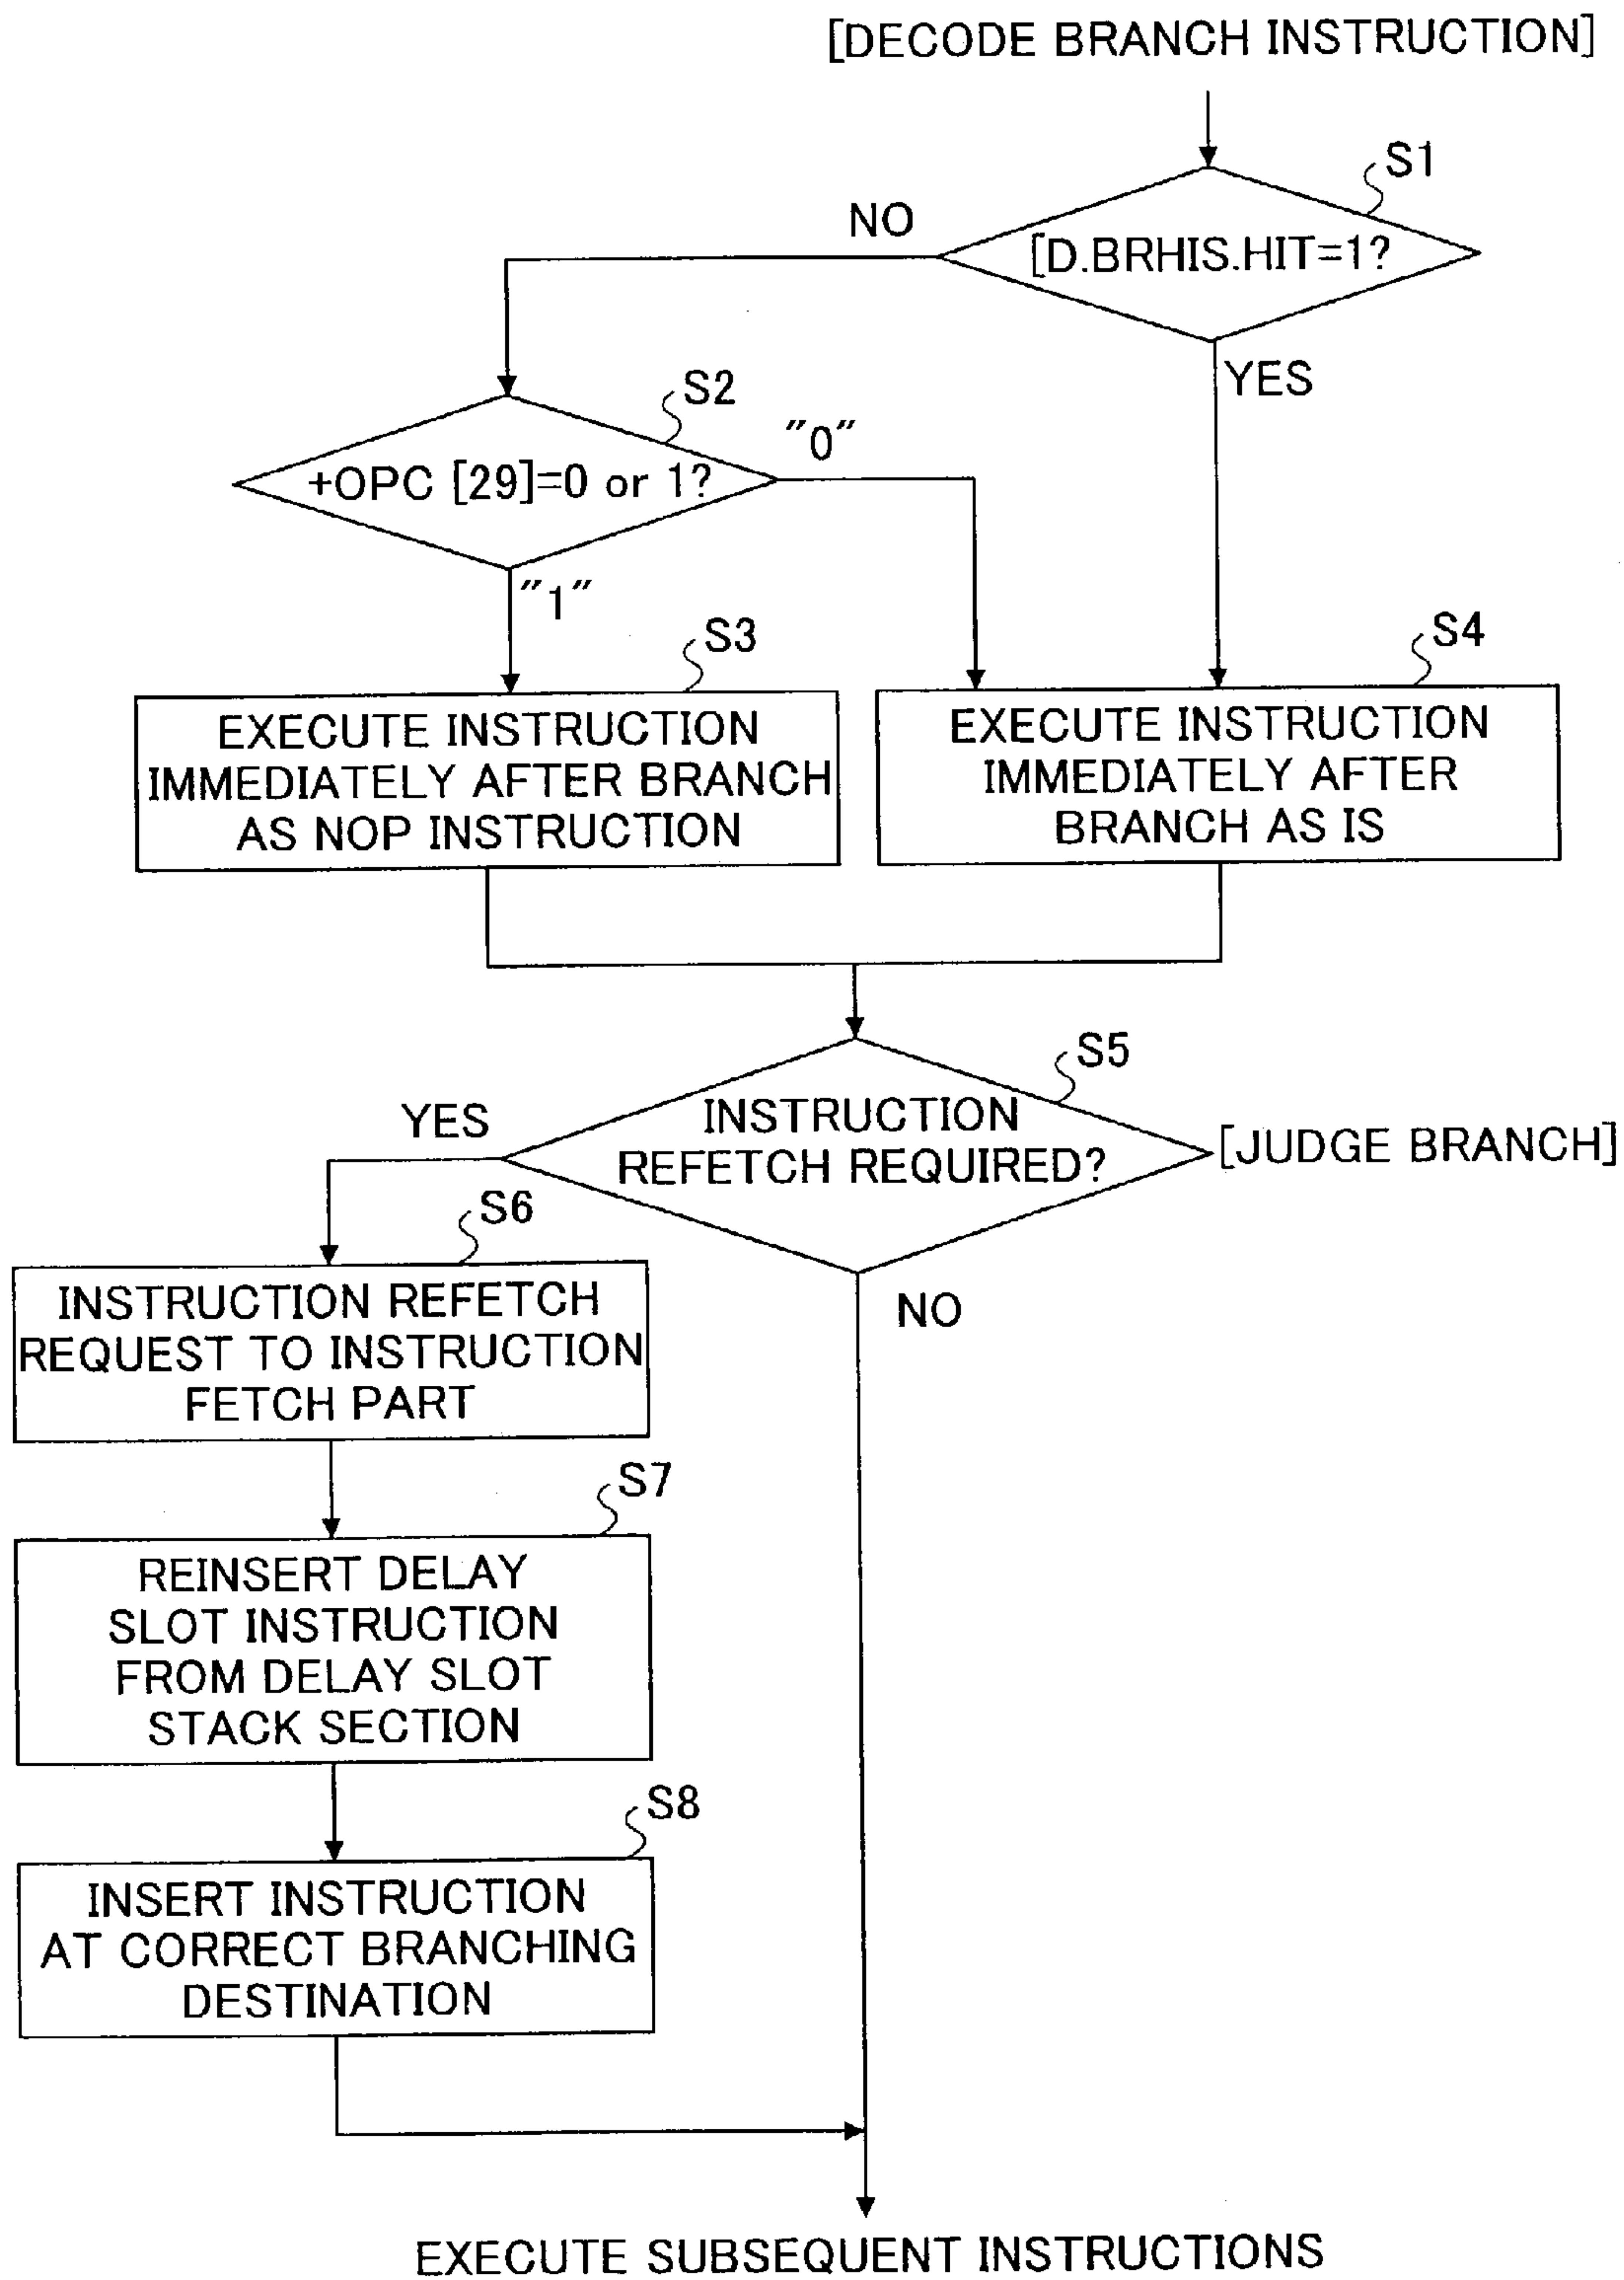 [DECODE BRANCH INSTRUCTION]
S1
NO
[D.BRHIS.HIT=1?
YES
S2
"0"
+OPC [29]=0 or 1?
"1"
S3
S4
EXECUTE INSTRUCTION
IMMEDIATELY AFTER BRANCH
AS NOP INSTRUCTION
EXECUTE INSTRUCTION
IMMEDIATELY AFTER
BRANCH AS IS
S5
YES
INSTRUCTION
REFETCH REQUIRED?
[JUDGE BRANCH]
S6
NO
INSTRUCTION REFETCH
REQUEST TO INSTRUCTION
FETCH PART
S7
REINSERT DELAY
SLOT INSTRUCTION
FROM DELAY SLOT
STACK SECTION
S8
INSERT INSTRUCTION
AT CORRECT BRANCHING
DESTINATION
EXECUTE SUBSEQUENT INSTRUCTIONS